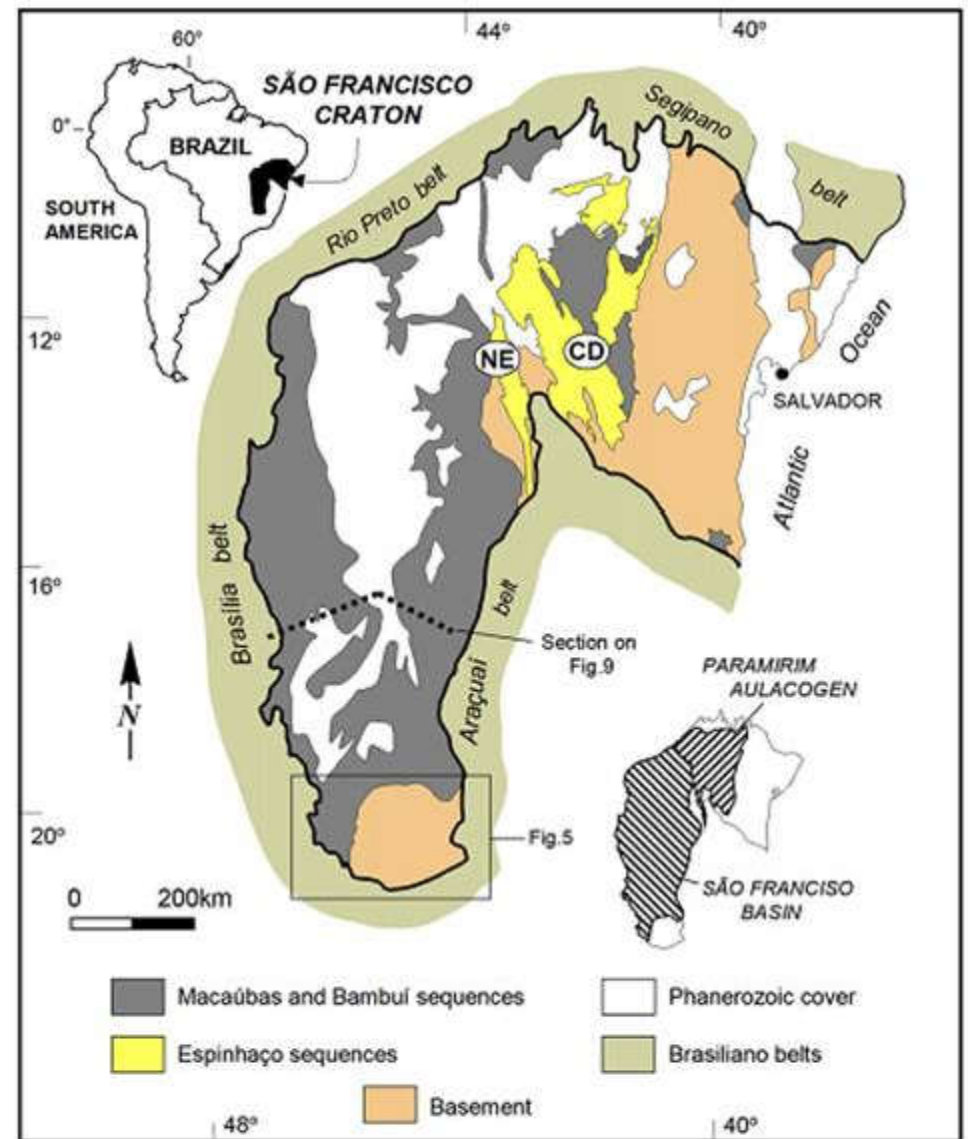 44°
40°
60°
SÃO FRANCISCO
CRATON
0°
BRAZIL
SOUTH
AMERICA
Segipano
belt
Rio Preto belt
12°
NE
CD
Ocean
SALVADOR
Atlantic
16°
Brasília belt
belt
Araçuai
Section on
Fig.9
PARAMIRIM
AULACOGEN
N
20°
Fig.5
0 200km
SÃO FRANCISO
BASIN
Macaúbas and Bambuí sequences
Phanerozoic cover
Espinhaço sequences
Brasiliano belts
Basement
48°
40°